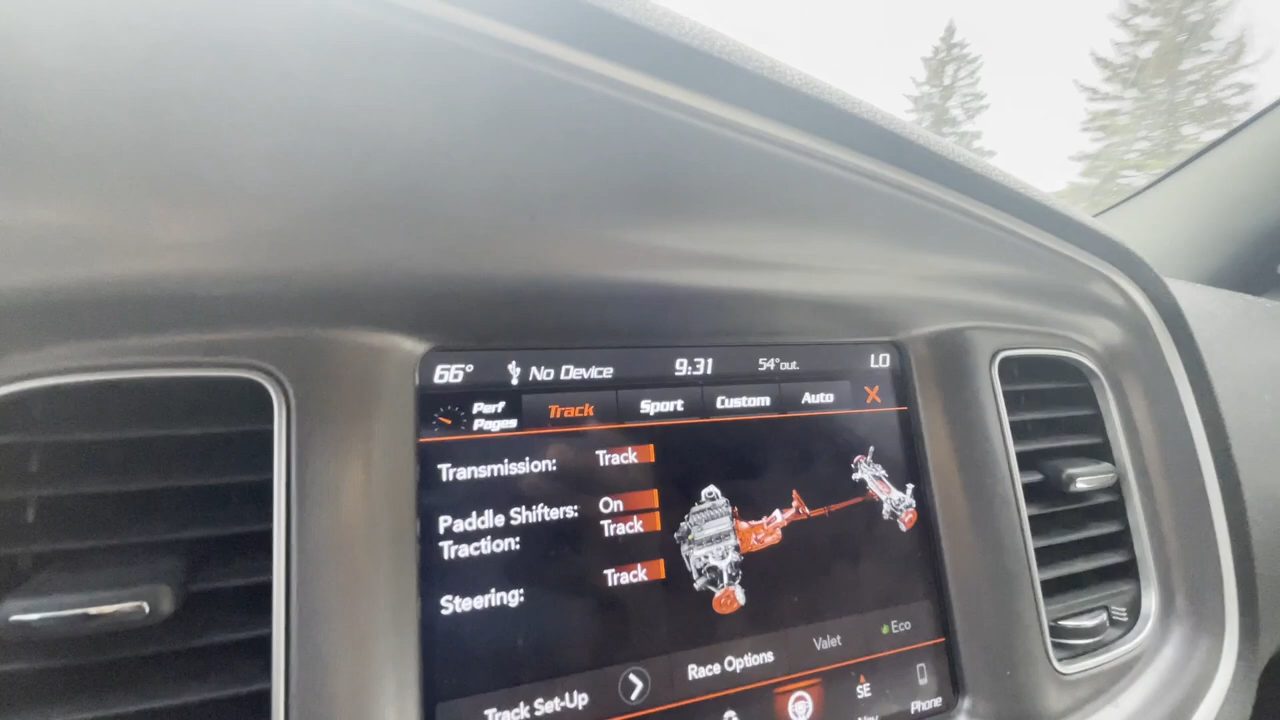 66° No Device 9:31 54°out. LO
Perf Pages Track Sport Custom Auto X
Transmission: Track
Paddle Shifters: On
Traction: Track
Steering: Track
Track Set-Up Race Options Valet Eco
SE Phone